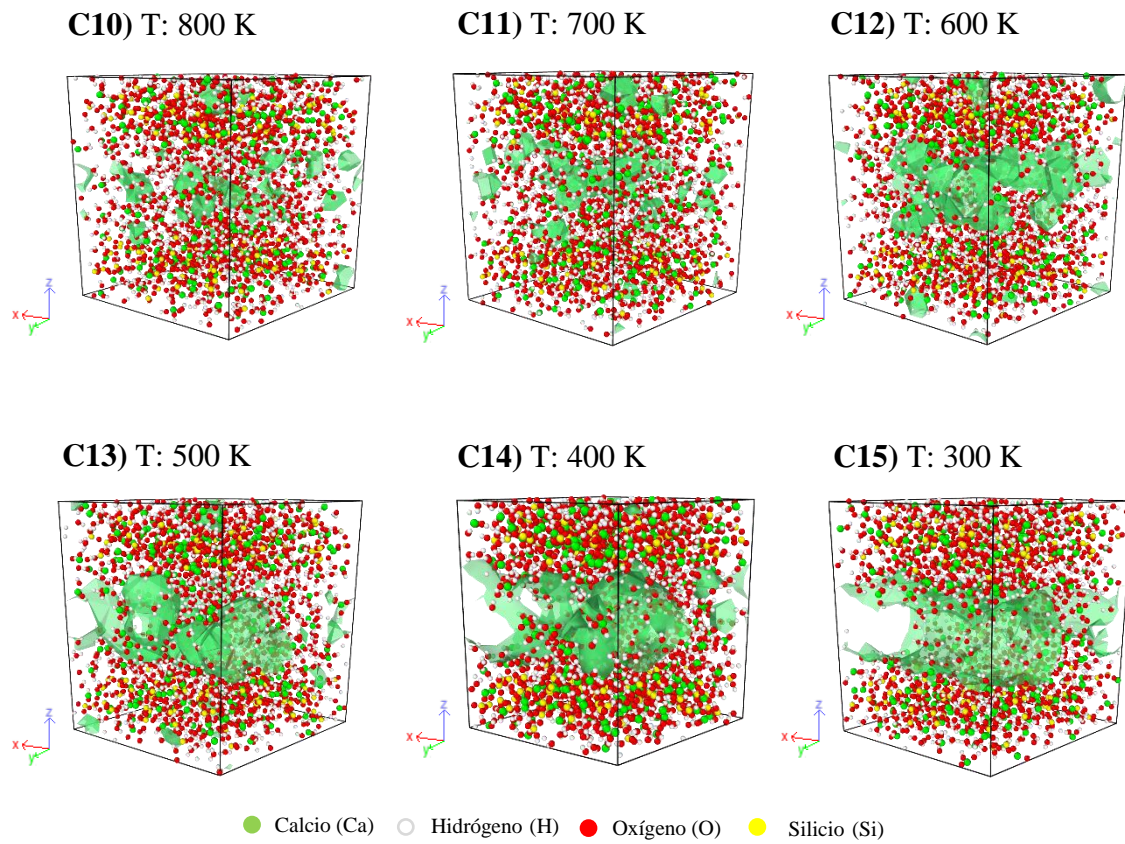 C10) T: 800 K
C11) T: 700 K
C12) T: 600 K
z
x
y
z
x
y
z
x
y
C13) T: 500 K
C14) T: 400 K
C15) T: 300 K
z
x
y
z
x
y
z
x
y
Calcio (Ca) Hidrógeno (H) Oxígeno (O) Silicio (Si)